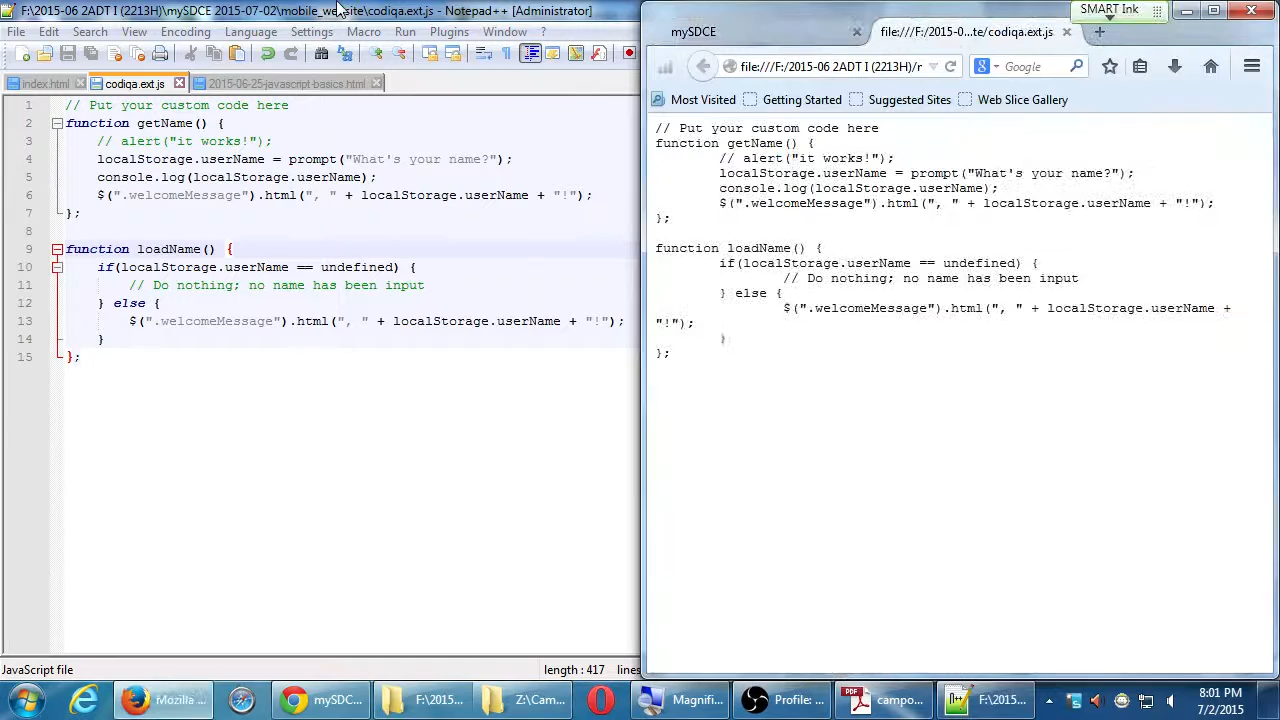 F:\2015-06 2ADT I (2213H)\mySDCE 2015-07-02\mobile_website\codiqa.ext.js - Notepad++ [Administrator]
File Edit Search View Encoding Language Settings Macro Run Plugins Window ?
index.html codiqa.ext.js 2015-06-25-javascript-basics.html
1 // Put your custom code here
2 function getName() {
3 // alert("it works!");
4 localStorage.userName = prompt("What's your name?");
5 console.log(localStorage.userName);
6 $(".welcomeMessage").html(", " + localStorage.userName + "!");
7 };
8
9 function loadName() {
10 if(localStorage.userName == undefined) {
11 // Do nothing; no name has been input
12 } else {
13 $(".welcomeMessage").html(", " + localStorage.userName + "!");
14 }
15 };
JavaScript file length : 417 lines
SMART Ink
mySDCE file:////F:/2015-0...te/codiqa.ext.js
file:////F:/2015-06 2ADT I (2213H)/r Google
Most Visited Getting Started Suggested Sites Web Slice Gallery
// Put your custom code here
function getName() {
// alert("it works!");
localStorage.userName = prompt("What's your name?");
console.log(localStorage.userName);
$(".welcomeMessage").html(", " + localStorage.userName + "!");
};
function loadName() {
if(localStorage.userName == undefined) {
// Do nothing; no name has been input
} else {
$(".welcomeMessage").html(", " + localStorage.userName +
"!");
}
};
Mozilla ... mySDC... F:\2015... Z:\Cam... Magnifi... Profile: ... campo... F:\2015... 8:01 PM
7/2/2015